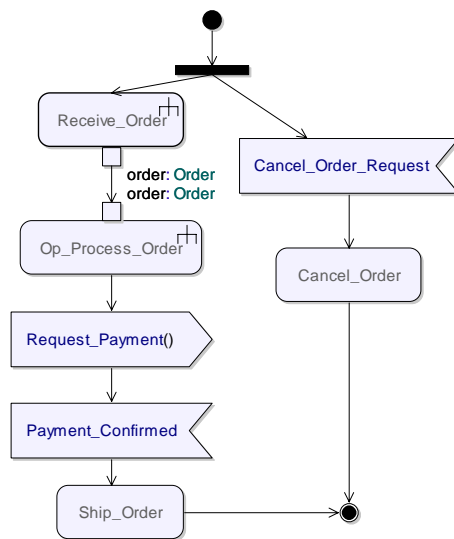 Receive_Order
Cancel_Order_Request
order: Order
order: Order
Op_Process_Order
Cancel_Order
Request_Payment()
Payment_Confirmed
Ship_Order